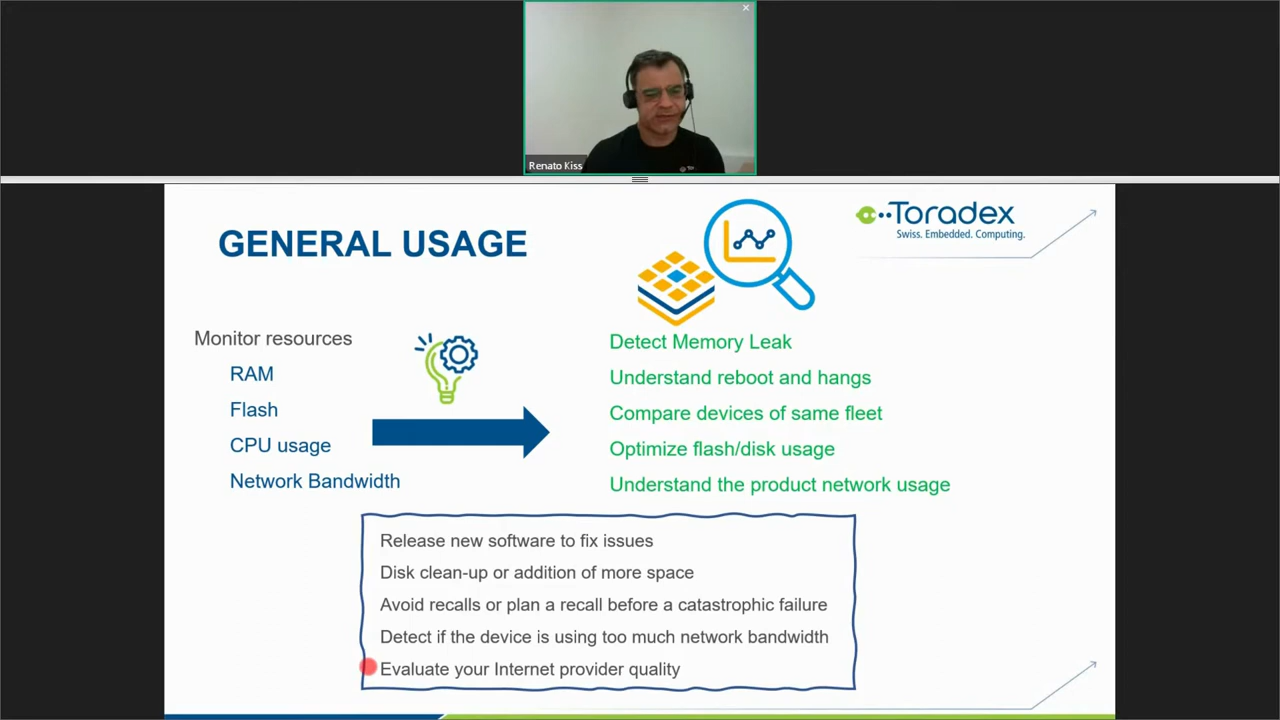 Renato Kiss
GENERAL USAGE
Toradex
Swiss. Embedded. Computing.
Monitor resources
RAM
Flash
CPU usage
Network Bandwidth
Detect Memory Leak
Understand reboot and hangs
Compare devices of same fleet
Optimize flash/disk usage
Understand the product network usage
Release new software to fix issues
Disk clean-up or addition of more space
Avoid recalls or plan a recall before a catastrophic failure
Detect if the device is using too much network bandwidth
Evaluate your Internet provider quality